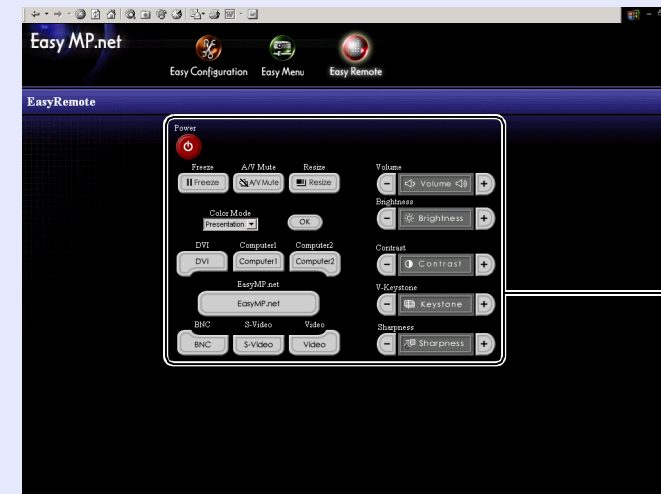 Easy MP.net
Easy Configuration Easy Menu Easy Remote
EasyRemote
Power
Freeze A/V Mute Resize
Freeze A/V Mute Resize
Color Mode
Presentation OK
DVI Computer1 Computer2
DVI Computer1 Computer2
EasyMP.net
EasyMP.net
BNC S-Video Video
BNC S-Video Video
Volume
- Volume +
Brightness
- Brightness +
Contrast
- Contrast +
V-Keystone
- Keystone +
Sharpness
- Sharpness +